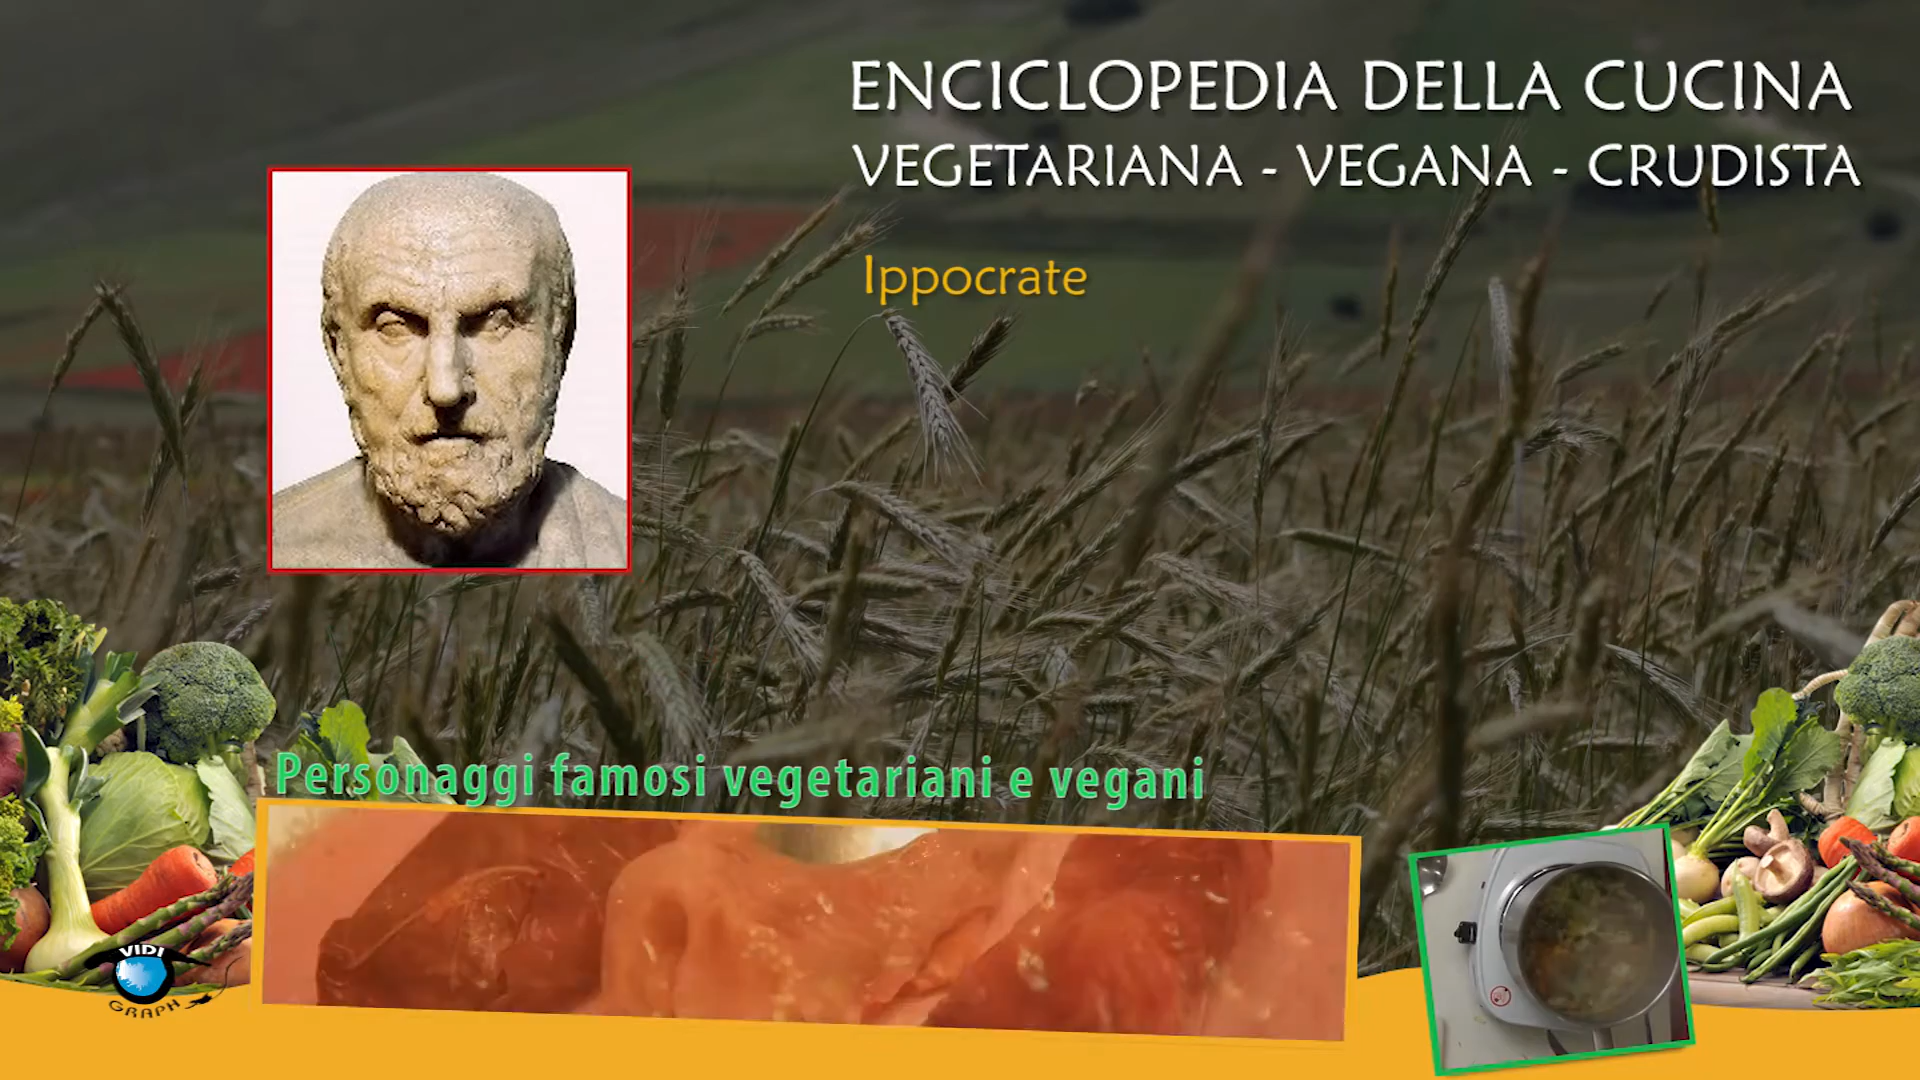 ENCICLOPEDIA DELLA CUCINA
VEGETARIANA - VEGANA - CRUDISTA
Ippocrate
Personaggi famosi vegetariani e vegani
VIDI
GRAPH